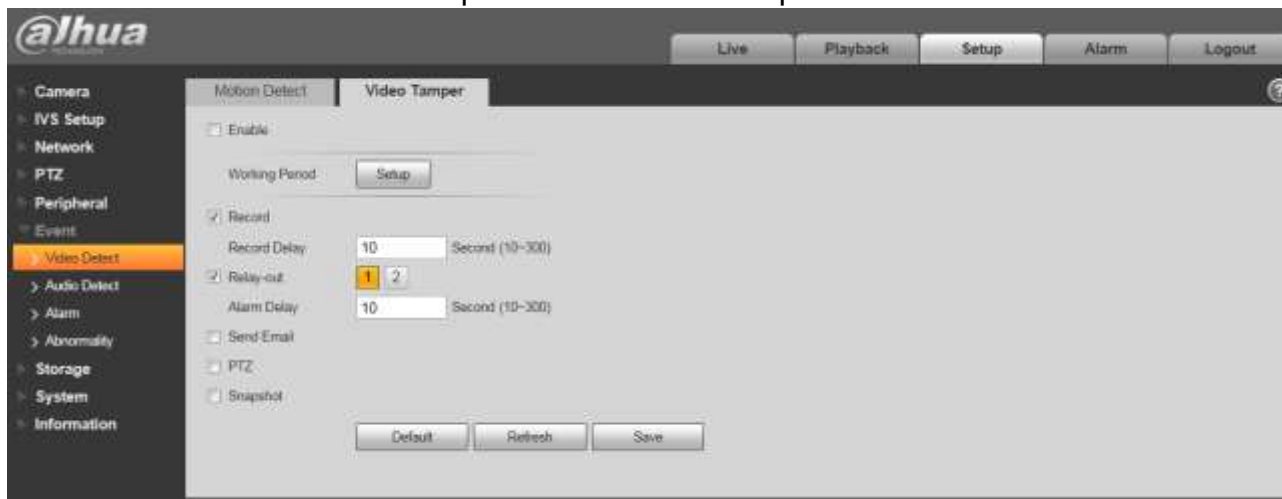 alhua
TECHNOLOGY
Live Playback Setup Alarm Logout
Camera
IVS Setup
Network
PTZ
Peripheral
Event
Video Detect
Audio Detect
Alarm
Abnormality
Storage
System
Information
Motion Detect Video Tamper
?
Enable
Working Period Setup
Record
Record Delay 10 Second (10~300)
Relay-out 1 2
Alarm Delay 10 Second (10~300)
Send Email
PTZ
Snapshot
Default Refresh Save